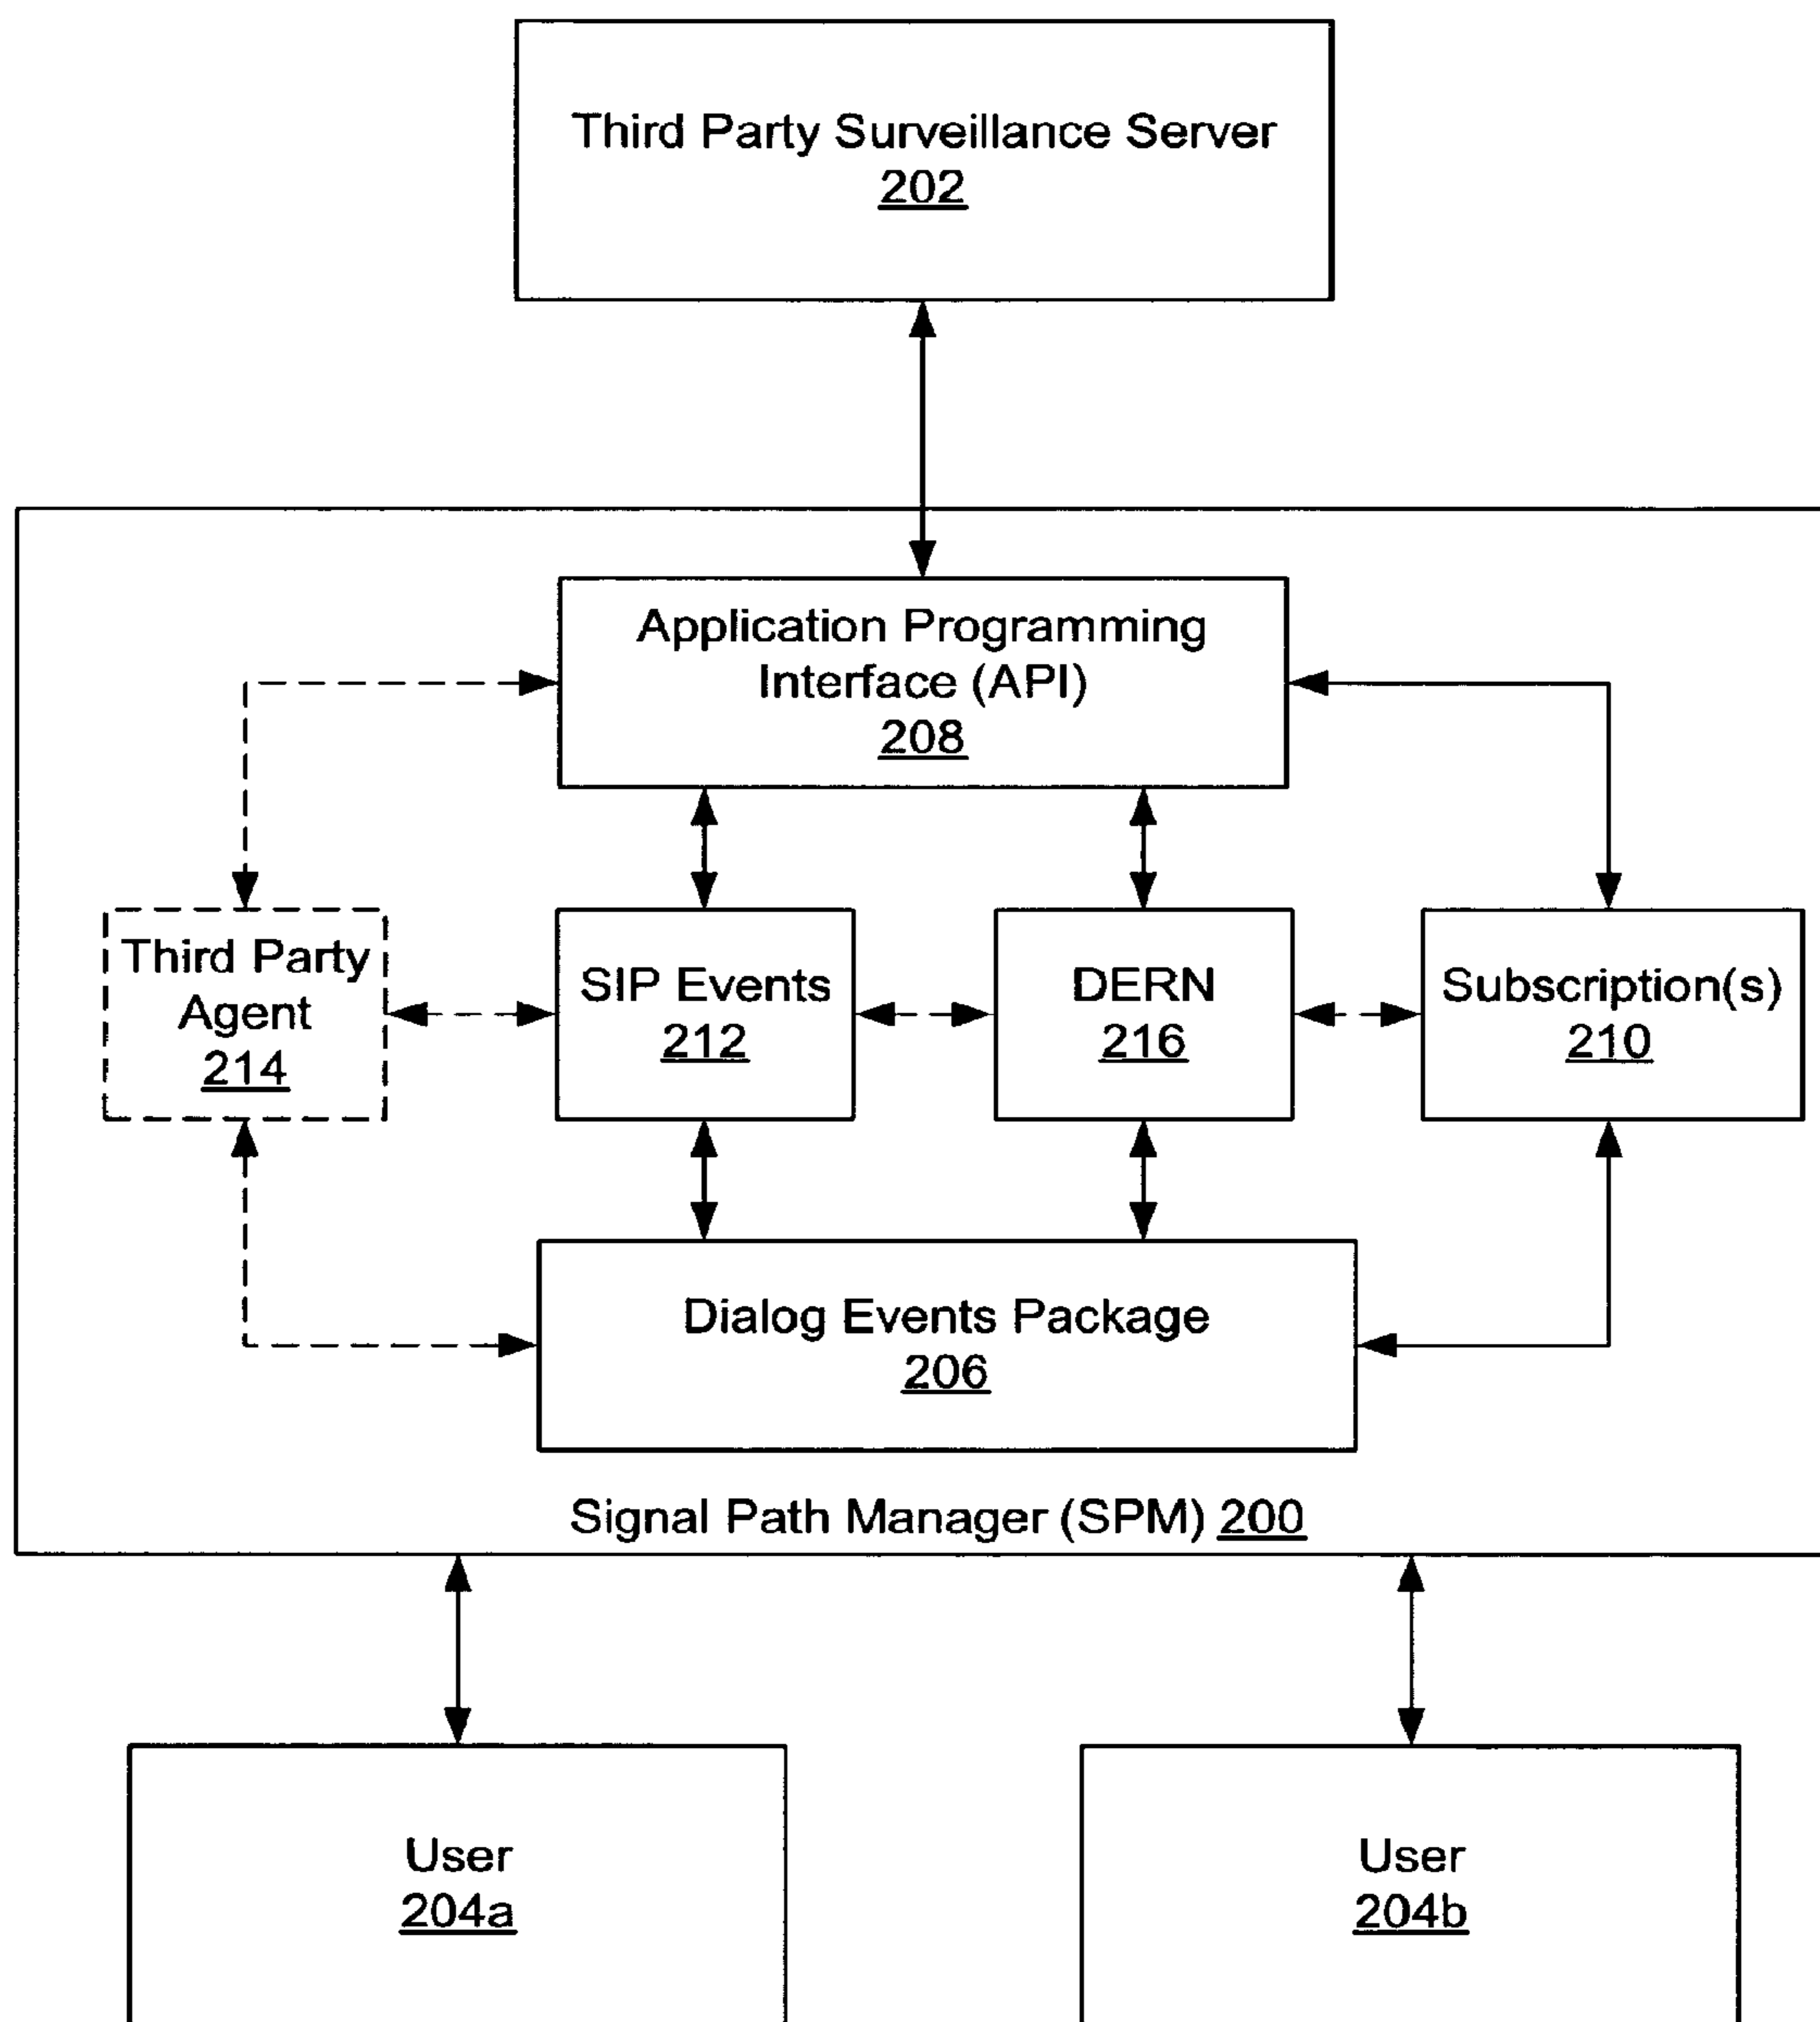 Third Party Surveillance Server
202
Application Programming
Interface (API)
208
Third Party
Agent
214
SIP Events
212
DERN
216
Subscription(s)
210
Dialog Events Package
206
Signal Path Manager (SPM) 200
User
204a
User
204b